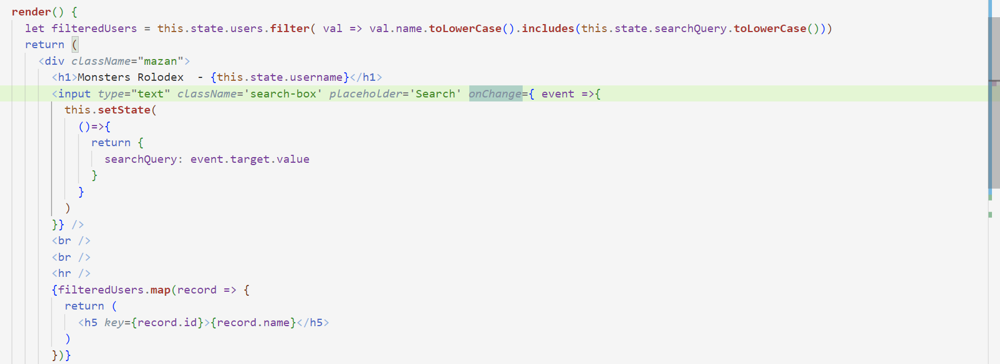 render() {
let filteredUsers = this.state.users.filter( val => val.name.toLowerCase().includes(this.state.searchQuery.toLowerCase()))
return (
<div className="mazan">
<h1>Monsters Rolodex  - {this.state.username}</h1>
<input type="text" className='search-box' placeholder='Search' onChange={ event =>{
this.setState(
()=>{
return {
searchQuery: event.target.value
}
}
)
}} />
<br />
<br />
<hr />
{filteredUsers.map(record => {
return (
<h5 key={record.id}>{record.name}</h5>
)
})}